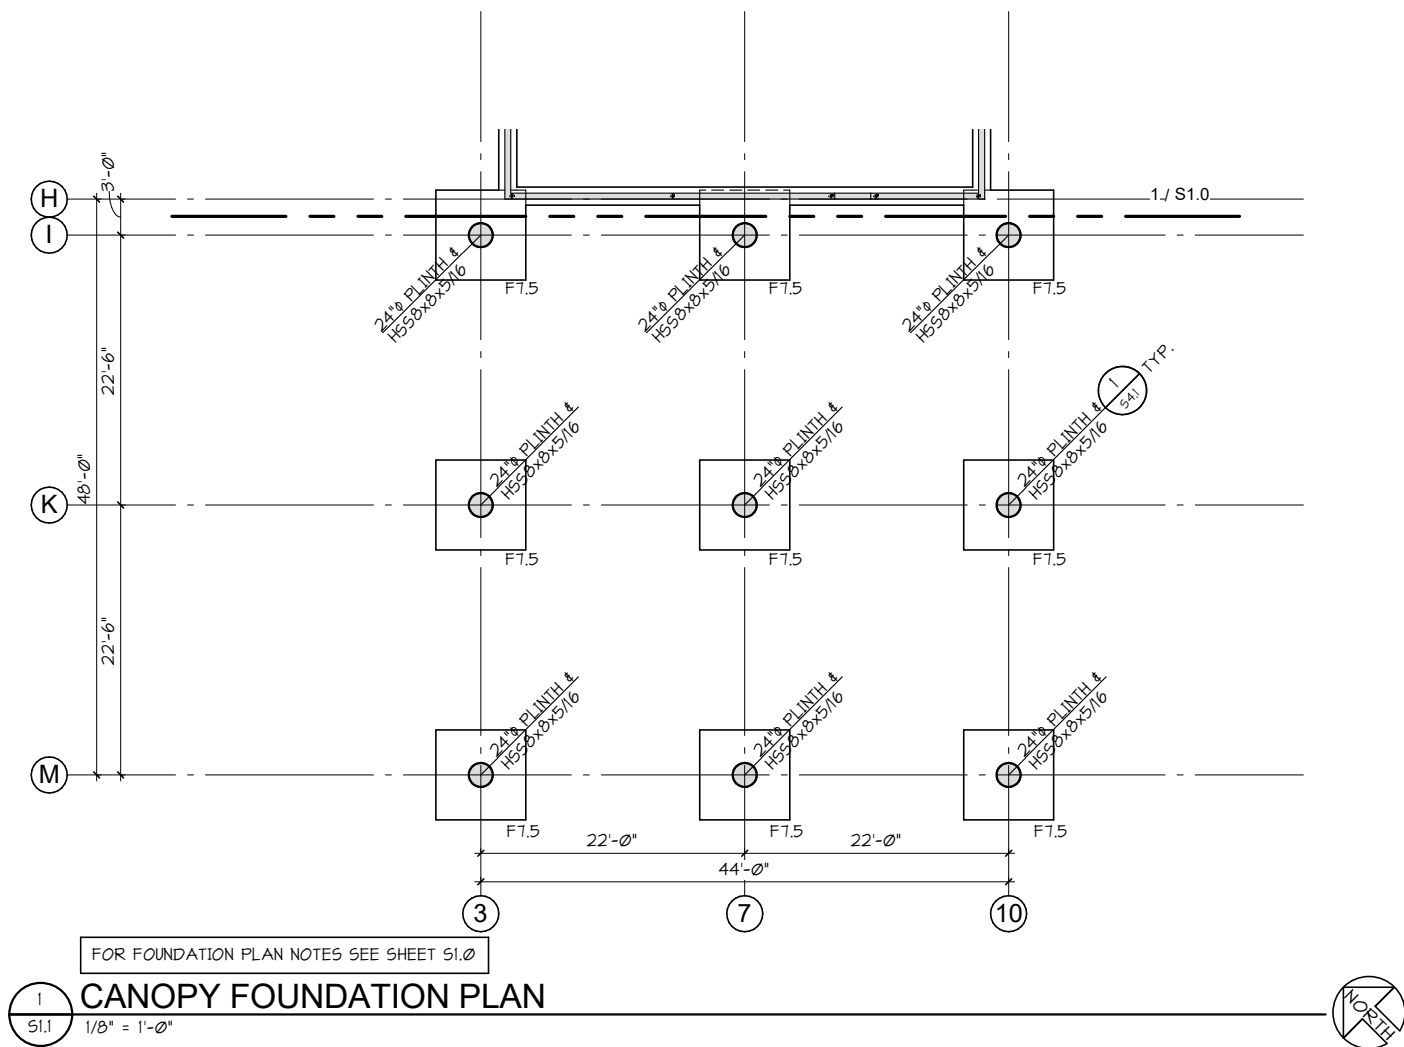 H
3'-0"
1./ S1.0
I
24"ϕ PLINTH &
HSS8x8x5/16
F7.5
24"ϕ PLINTH &
HSS8x8x5/16
F7.5
24"ϕ PLINTH &
HSS8x8x5/16
F7.5
22'-6"
1
S4.1
TYP.
48'-0"
K
24"ϕ PLINTH &
HSS8x8x5/16
F7.5
24"ϕ PLINTH &
HSS8x8x5/16
F7.5
24"ϕ PLINTH &
HSS8x8x5/16
F7.5
22'-6"
M
24"ϕ PLINTH &
HSS8x8x5/16
F7.5
24"ϕ PLINTH &
HSS8x8x5/16
F7.5
24"ϕ PLINTH &
HSS8x8x5/16
F7.5
22'-0"
22'-0"
44'-0"
3
7
10
FOR FOUNDATION PLAN NOTES SEE SHEET S1.0
1
S1.1
CANOPY FOUNDATION PLAN
1/8" = 1'-0"
NORTH